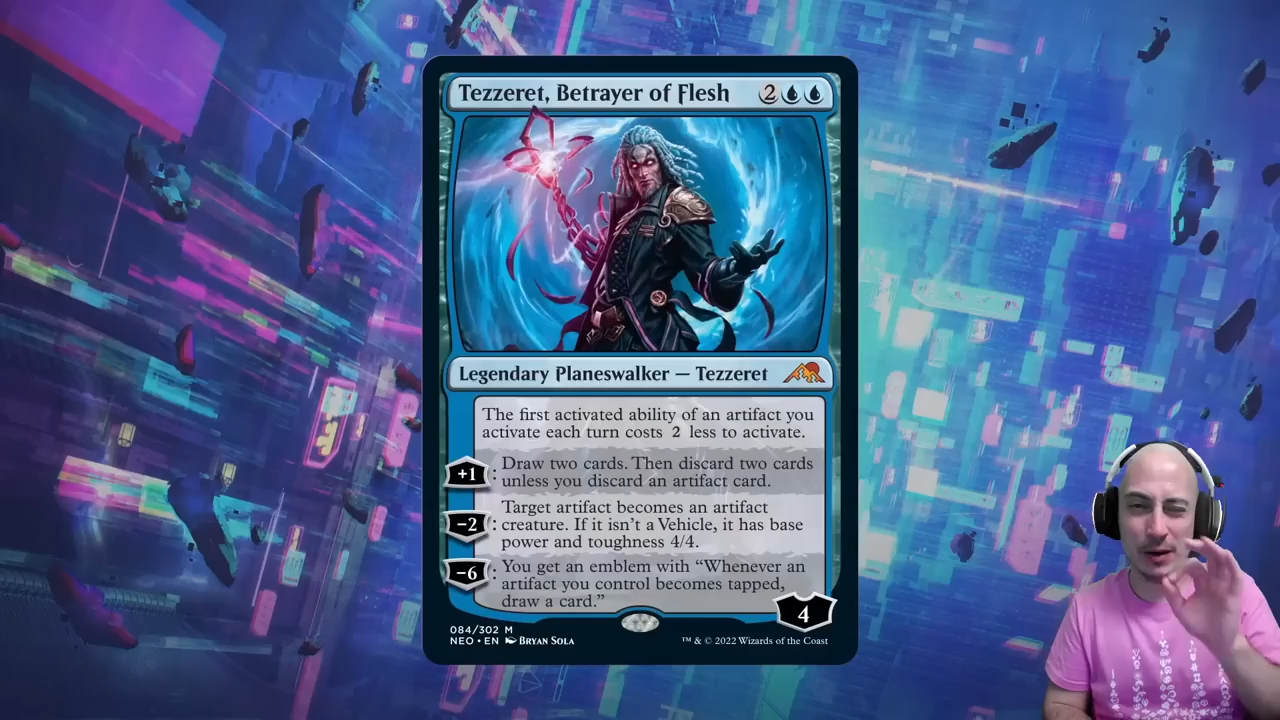 Tezzeret, Betrayer of Flesh 2
Legendary Planeswalker — Tezzeret
The first activated ability of an artifact you
activate each turn costs 2 less to activate.
+1: Draw two cards. Then discard two cards
unless you discard an artifact card.
−2: Target artifact becomes an artifact
creature. If it isn't a Vehicle, it has base
power and toughness 4/4.
−6: You get an emblem with “Whenever an
artifact you control becomes tapped,
draw a card.”
4
084/302 M
NEO • EN Bryan Sola
™ & © 2022 Wizards of the Coast